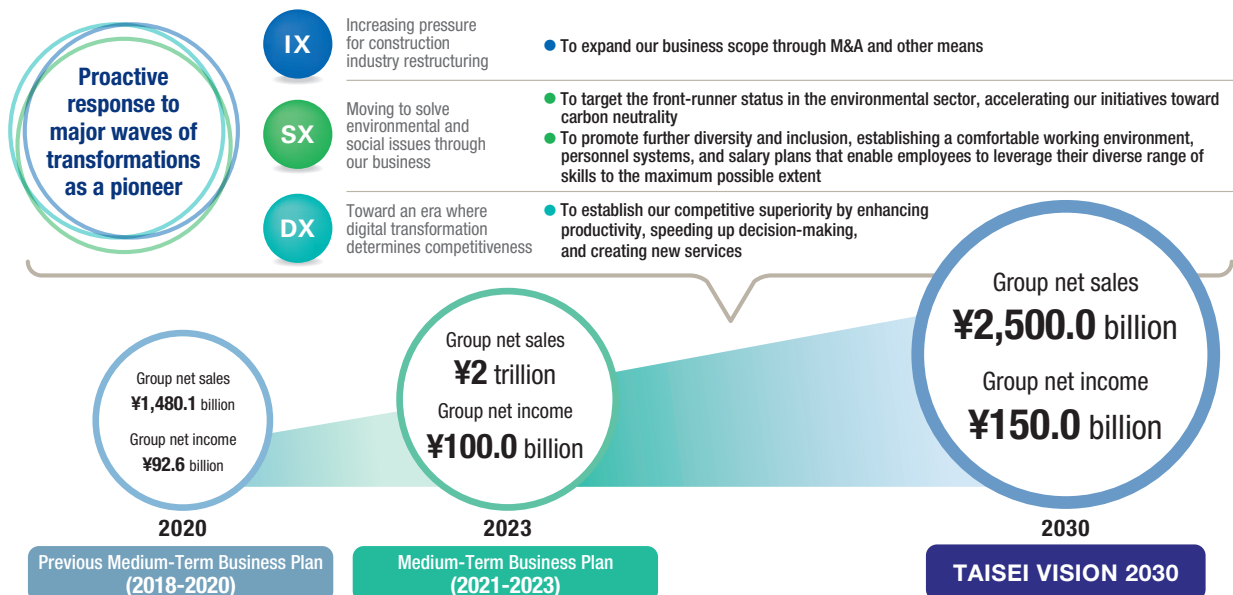 Proactive
response to
major waves of
transformations
as a pioneer
IX
Increasing pressure
for construction
industry restructuring
● To expand our business scope through M&A and other means
SX
Moving to solve
environmental and
social issues through
our business
● To target the front-runner status in the environmental sector, accelerating our initiatives toward
carbon neutrality
● To promote further diversity and inclusion, establishing a comfortable working environment,
personnel systems, and salary plans that enable employees to leverage their diverse range of
skills to the maximum possible extent
DX
Toward an era where
digital transformation
determines competitiveness
● To establish our competitive superiority by enhancing
productivity, speeding up decision-making,
and creating new services
Group net sales
¥1,480.1 billion
Group net income
¥92.6 billion
2020
Previous Medium-Term Business Plan
(2018-2020)
Group net sales
¥2 trillion
Group net income
¥100.0 billion
2023
Medium-Term Business Plan
(2021-2023)
Group net sales
¥2,500.0 billion
Group net income
¥150.0 billion
2030
TAISEI VISION 2030